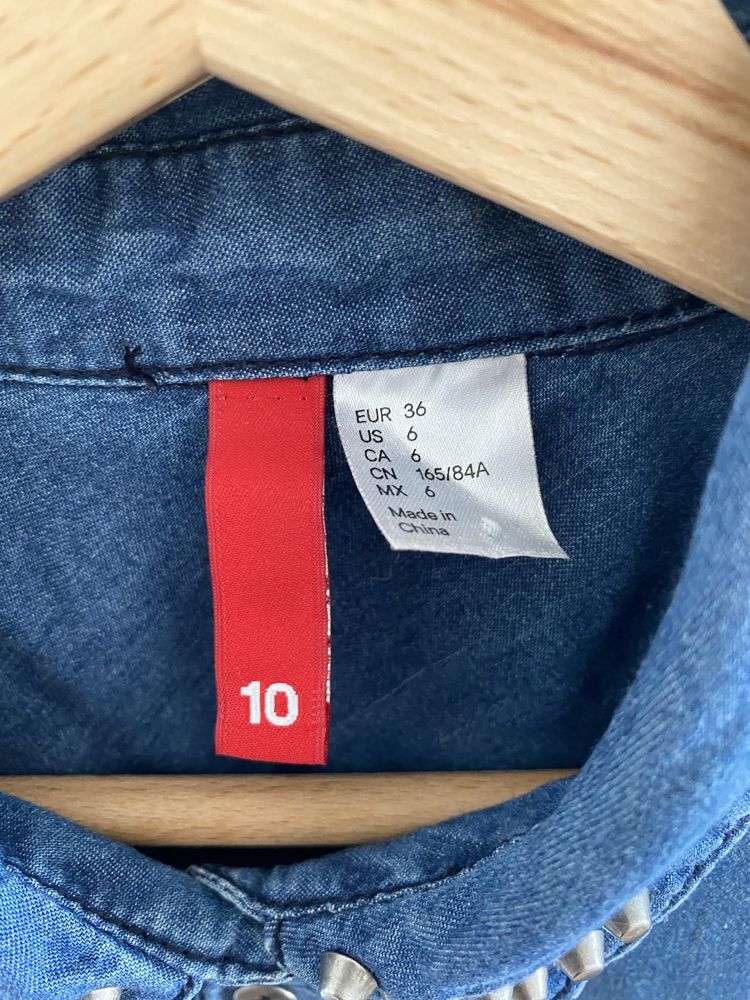 EUR 36
US 6
CA 6
CN 165/84A
MX 6
Made in
China
10